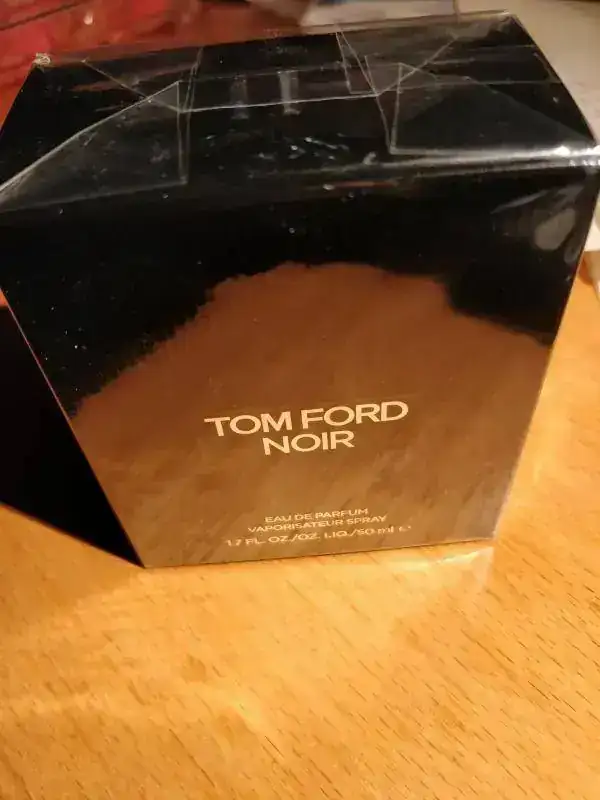 TOM FORD
NOIR
EAU DE PARFUM
VAPORISATEUR SPRAY
1.7 FL. OZ./OZ. LIQ./50 ml e